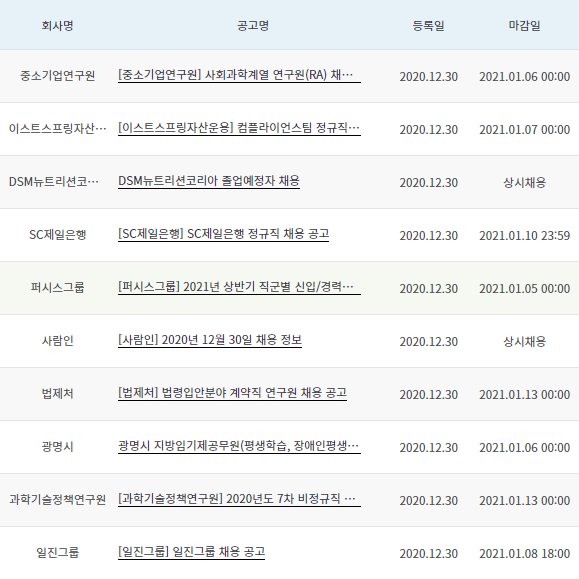 회사명 공고명 등록일 마감일
중소기업연구원 [중소기업연구원] 사회과학계열 연구원(RA) 채··· 2020.12.30 2021.01.06 00:00
이스트스프링자산··· [이스트스프링자산운용] 컴플라이언스팀 정규직··· 2020.12.30 2021.01.07 00:00
DSM뉴트리션코··· DSM뉴트리션코리아 졸업예정자 채용 2020.12.30 상시채용
SC제일은행 [SC제일은행] SC제일은행 정규직 채용 공고 2020.12.30 2021.01.10 23:59
퍼시스그룹 [퍼시스그룹] 2021년 상반기 직군별 신입/경력··· 2020.12.30 2021.01.05 00:00
사람인 [사람인] 2020년 12월 30일 채용 정보 2020.12.30 상시채용
법제처 [법제처] 법령입안분야 계약직 연구원 채용 공고 2020.12.30 2021.01.13 00:00
광명시 광명시 지방임기제공무원(평생학습, 장애인평생··· 2020.12.30 2021.01.06 00:00
과학기술정책연구원 [과학기술정책연구원] 2020년도 7차 비정규직 ··· 2020.12.30 2021.01.13 00:00
일진그룹 [일진그룹] 일진그룹 채용 공고 2020.12.30 2021.01.08 18:00